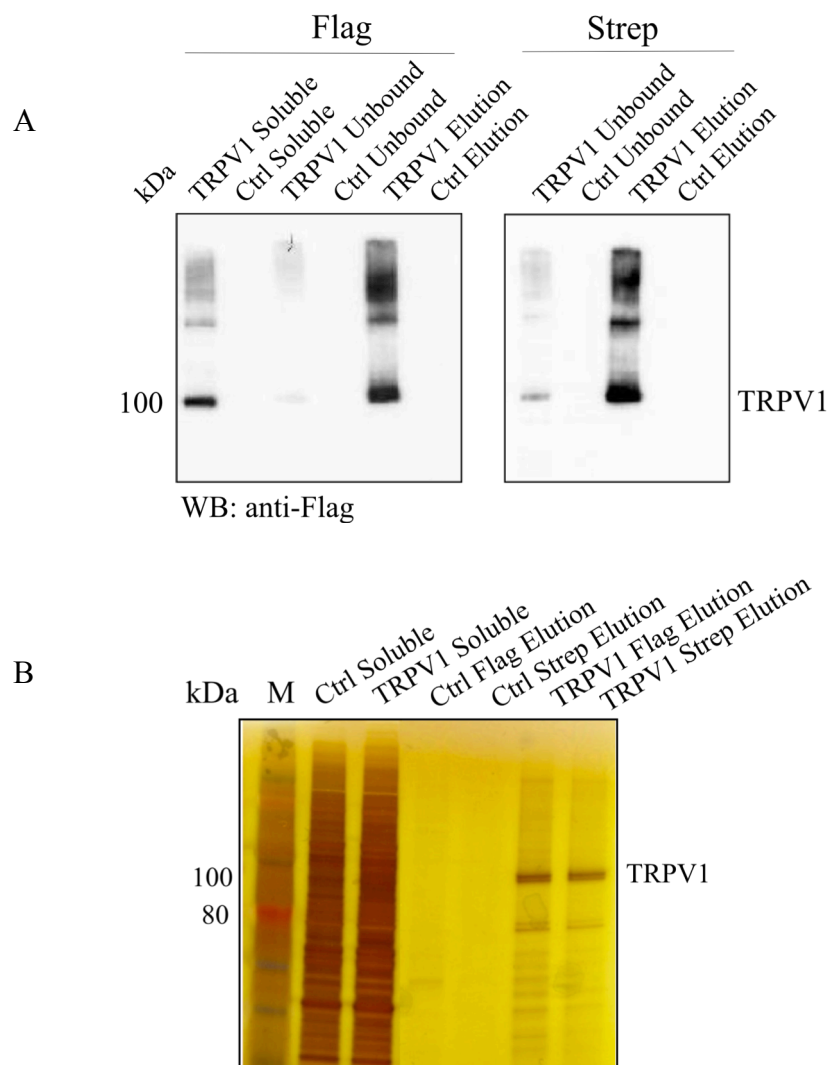 Flag Strep
A
kDa TRPV1 Soluble Ctrl Soluble TRPV1 Unbound Ctrl Unbound TRPV1 Elution Ctrl Elution TRPV1 Unbound Ctrl Unbound TRPV1 Elution Ctrl Elution
100 TRPV1
WB: anti-Flag
B
kDa M Ctrl Soluble TRPV1 Soluble Ctrl Flag Elution Ctrl Strep Elution TRPV1 Flag Elution TRPV1 Strep Elution
100 TRPV1
80